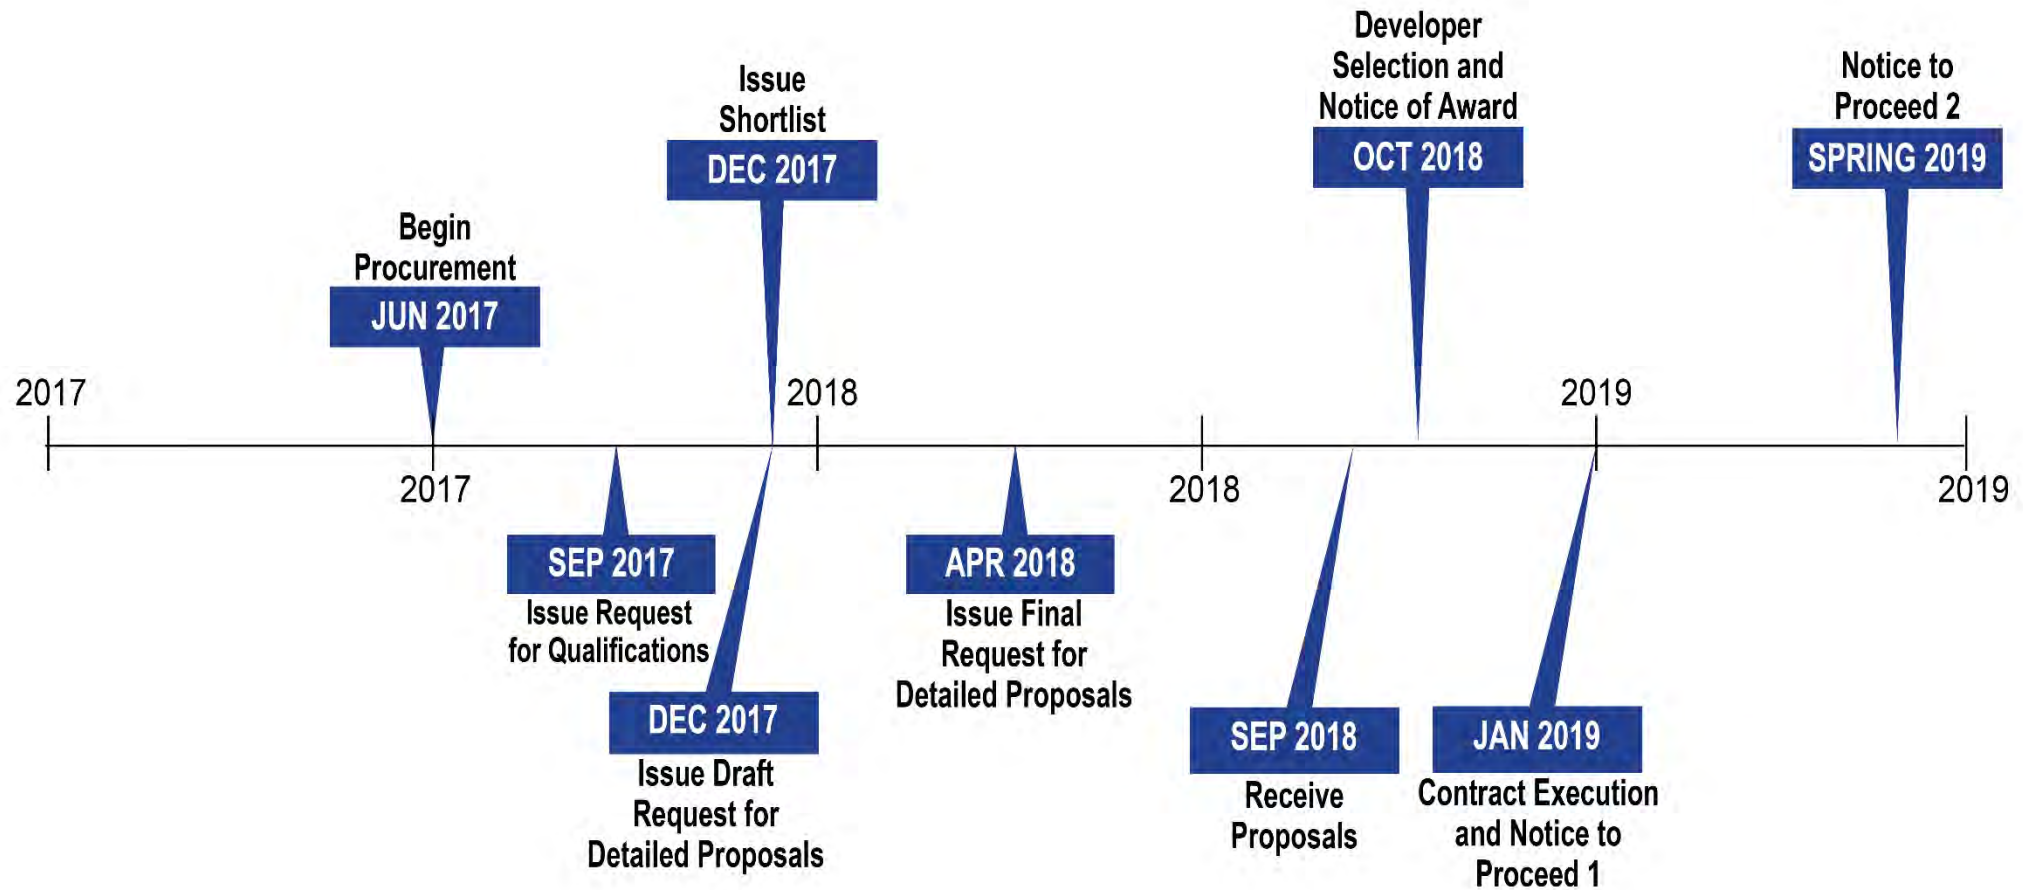 Developer
Selection and
Notice of Award
OCT 2018
Notice to
Proceed 2
SPRING 2019
Issue
Shortlist
DEC 2017
Begin
Procurement
JUN 2017
2017
2018
2019
2017
2018
2019
SEP 2017
Issue Request
for Qualifications
DEC 2017
Issue Draft
Request for
Detailed Proposals
APR 2018
Issue Final
Request for
Detailed Proposals
SEP 2018
Receive
Proposals
JAN 2019
Contract Execution
and Notice to
Proceed 1